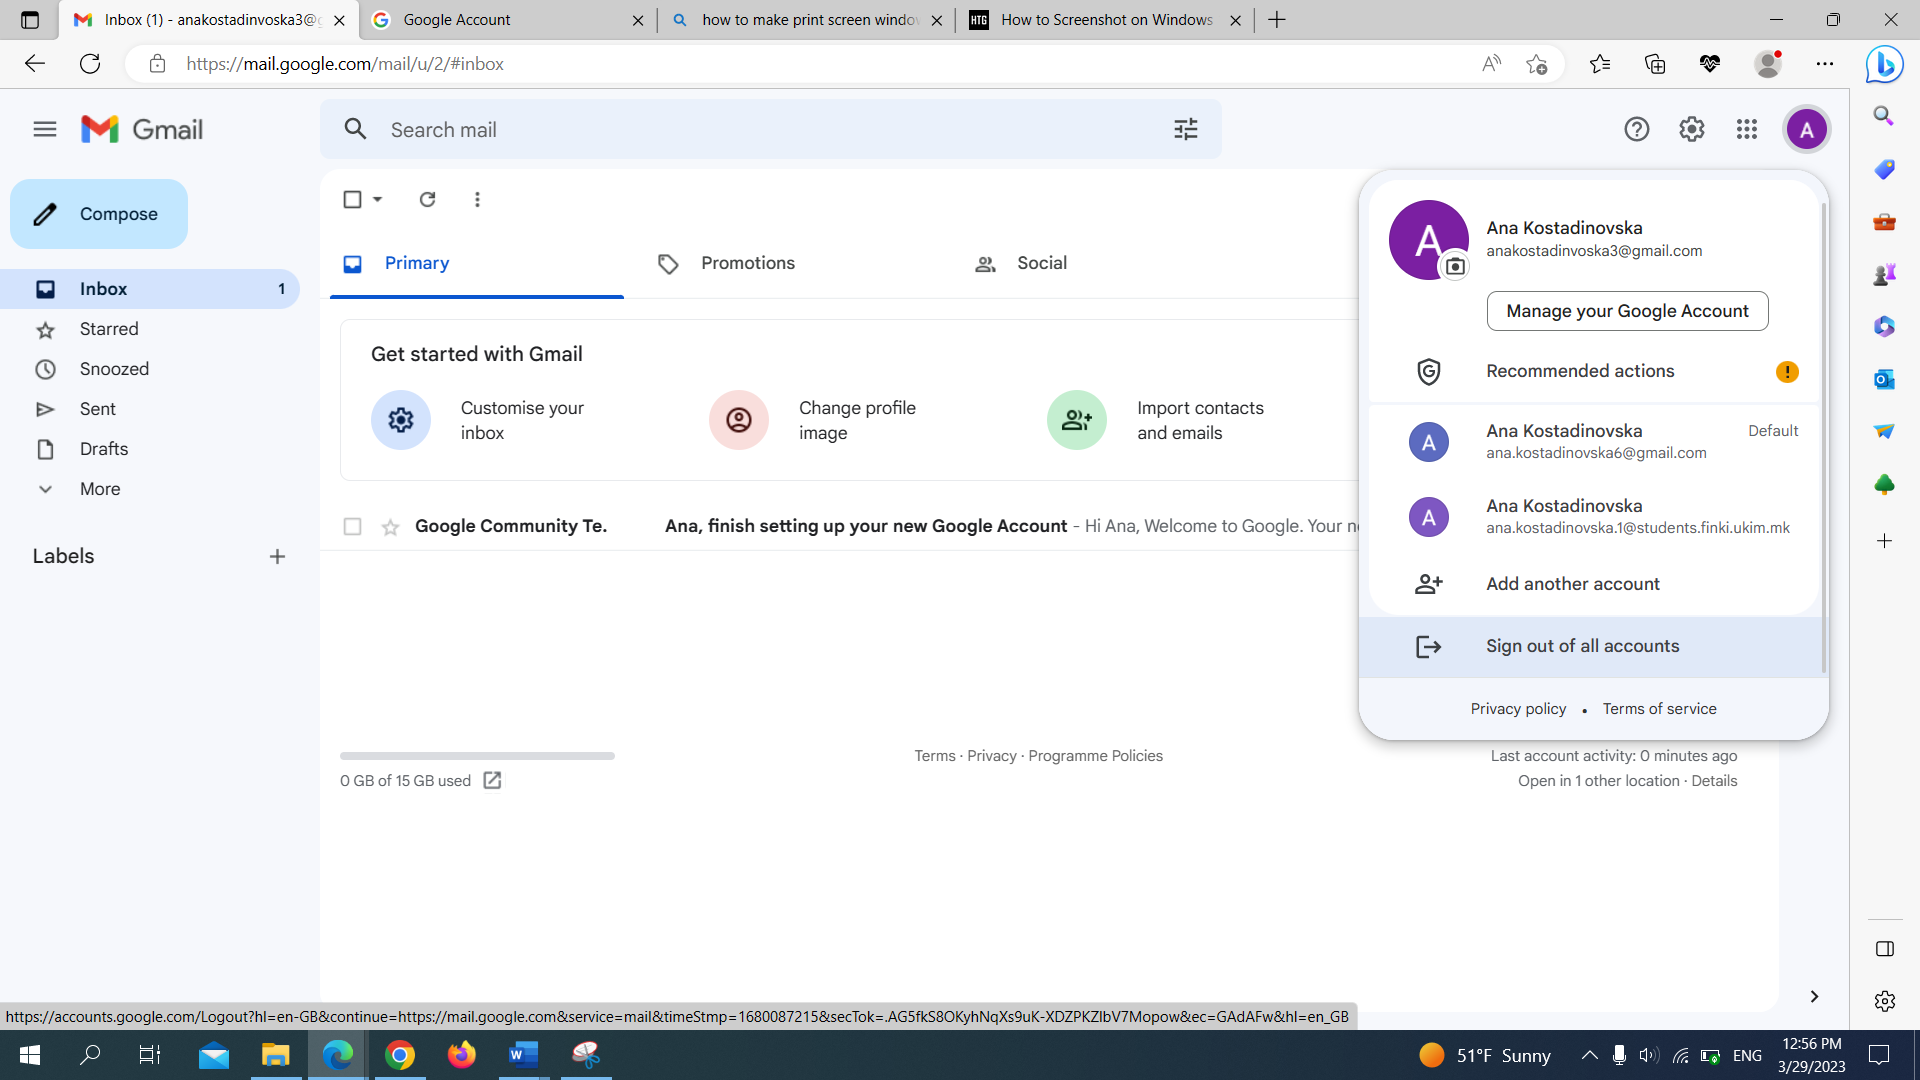 Inbox (1) - anakostadinvoska3@g
Google Account
how to make print screen windo
HTG
How to Screenshot on Windows
https://mail.google.com/mail/u/2/#inbox
Gmail
Search mail
A
Compose
Inbox 1
Starred
Snoozed
Sent
Drafts
More
Labels
Primary
Promotions
Social
Get started with Gmail
Customise your
inbox
Change profile
image
Import contacts
and emails
Google Community Te. Ana, finish setting up your new Google Account - Hi Ana, Welcome to Google. Your n
A
Ana Kostadinovska
anakostadinvoska3@gmail.com
Manage your Google Account
Recommended actions
A
Ana Kostadinovska Default
ana.kostadinovska6@gmail.com
A
Ana Kostadinovska
ana.kostadinovska.1@students.finki.ukim.mk
Add another account
Sign out of all accounts
Privacy policy • Terms of service
0 GB of 15 GB used
Terms · Privacy · Programme Policies
Last account activity: 0 minutes ago
Open in 1 other location · Details
https://accounts.google.com/Logout?hl=en-GB&continue=https://mail.google.com&service=mail&timeStmp=1680087215&secTok=.AG5fkS8OKyhNqXs9uK-XDZPKZIbV7Mopow&ec=GAdAFw&hl=en_GB
51°F Sunny
ENG
12:56 PM
3/29/2023